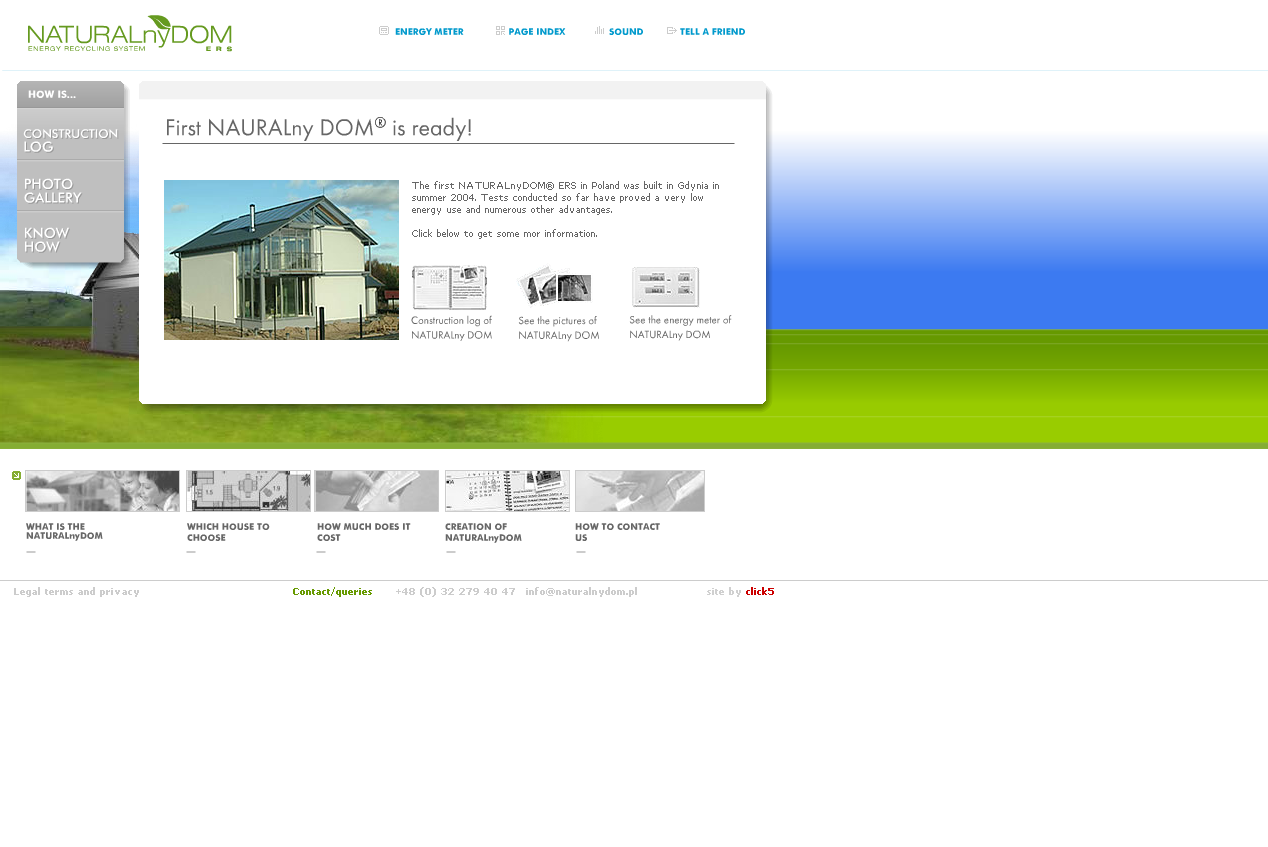 NATURALnyDOM
ENERGY RECYCLING SYSTEM ERS
ENERGY METER
PAGE INDEX
SOUND
TELL A FRIEND
HOW IS...
CONSTRUCTION
LOG
PHOTO
GALLERY
KNOW
HOW
First NAURALny DOM® is ready!
The first NATURALnyDOM® ERS in Poland was built in Gdynia in
summer 2004. Tests conducted so far have proved a very low
energy use and numerous other advantages.
Click below to get some mor information.
Construction log of
NATURALny DOM
See the pictures of
NATURALny DOM
See the energy meter of
NATURALny DOM
WHAT IS THE
NATURALnyDOM
WHICH HOUSE TO
CHOOSE
HOW MUCH DOES IT
COST
CREATION OF
NATURALnyDOM
HOW TO CONTACT
US
Legal terms and privacy
Contact/queries
+48 (0) 32 279 40 47
info@naturalnydom.pl
site by click5